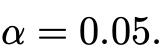 α = 0.05.